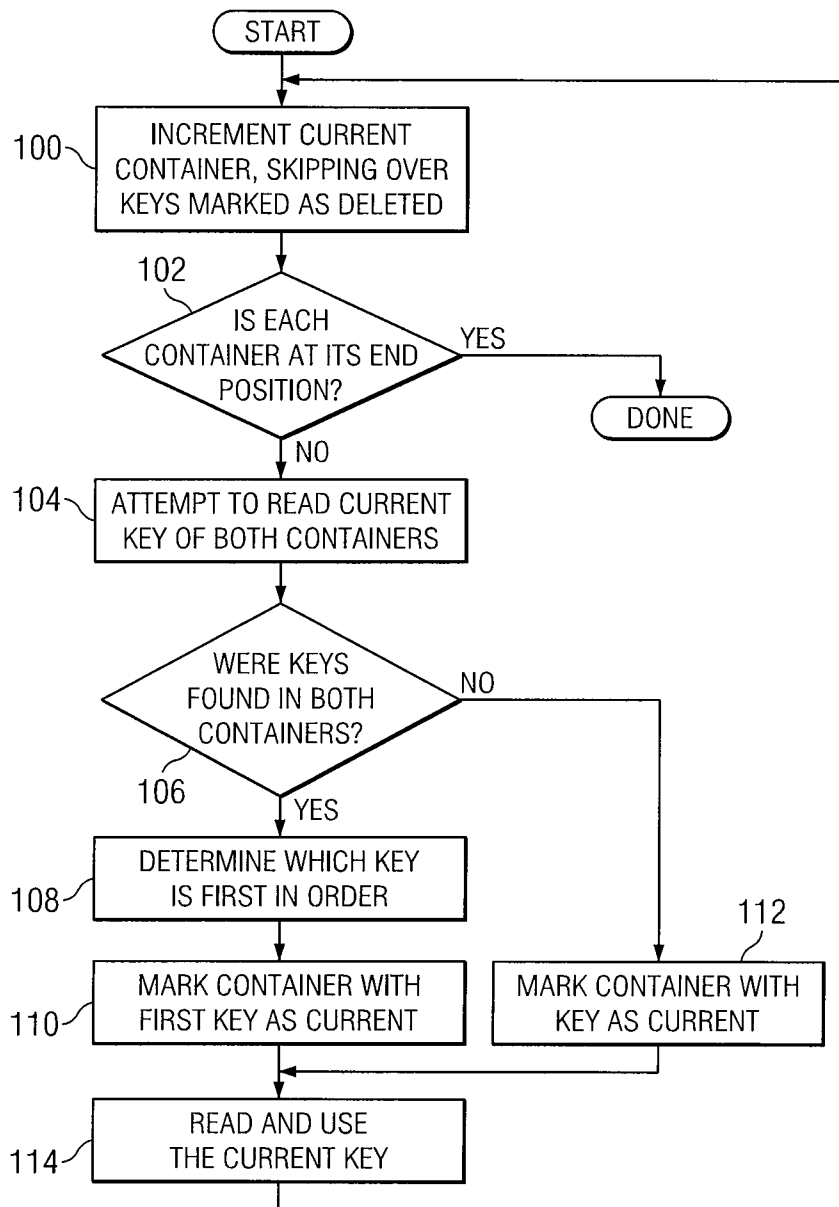 START
100
INCREMENT CURRENT
CONTAINER, SKIPPING OVER
KEYS MARKED AS DELETED
102
IS EACH
CONTAINER AT ITS END
POSITION?
YES
DONE
NO
104
ATTEMPT TO READ CURRENT
KEY OF BOTH CONTAINERS
WERE KEYS
FOUND IN BOTH
CONTAINERS?
NO
106
YES
108
DETERMINE WHICH KEY
IS FIRST IN ORDER
112
110
MARK CONTAINER WITH
FIRST KEY AS CURRENT
MARK CONTAINER WITH
KEY AS CURRENT
114
READ AND USE
THE CURRENT KEY